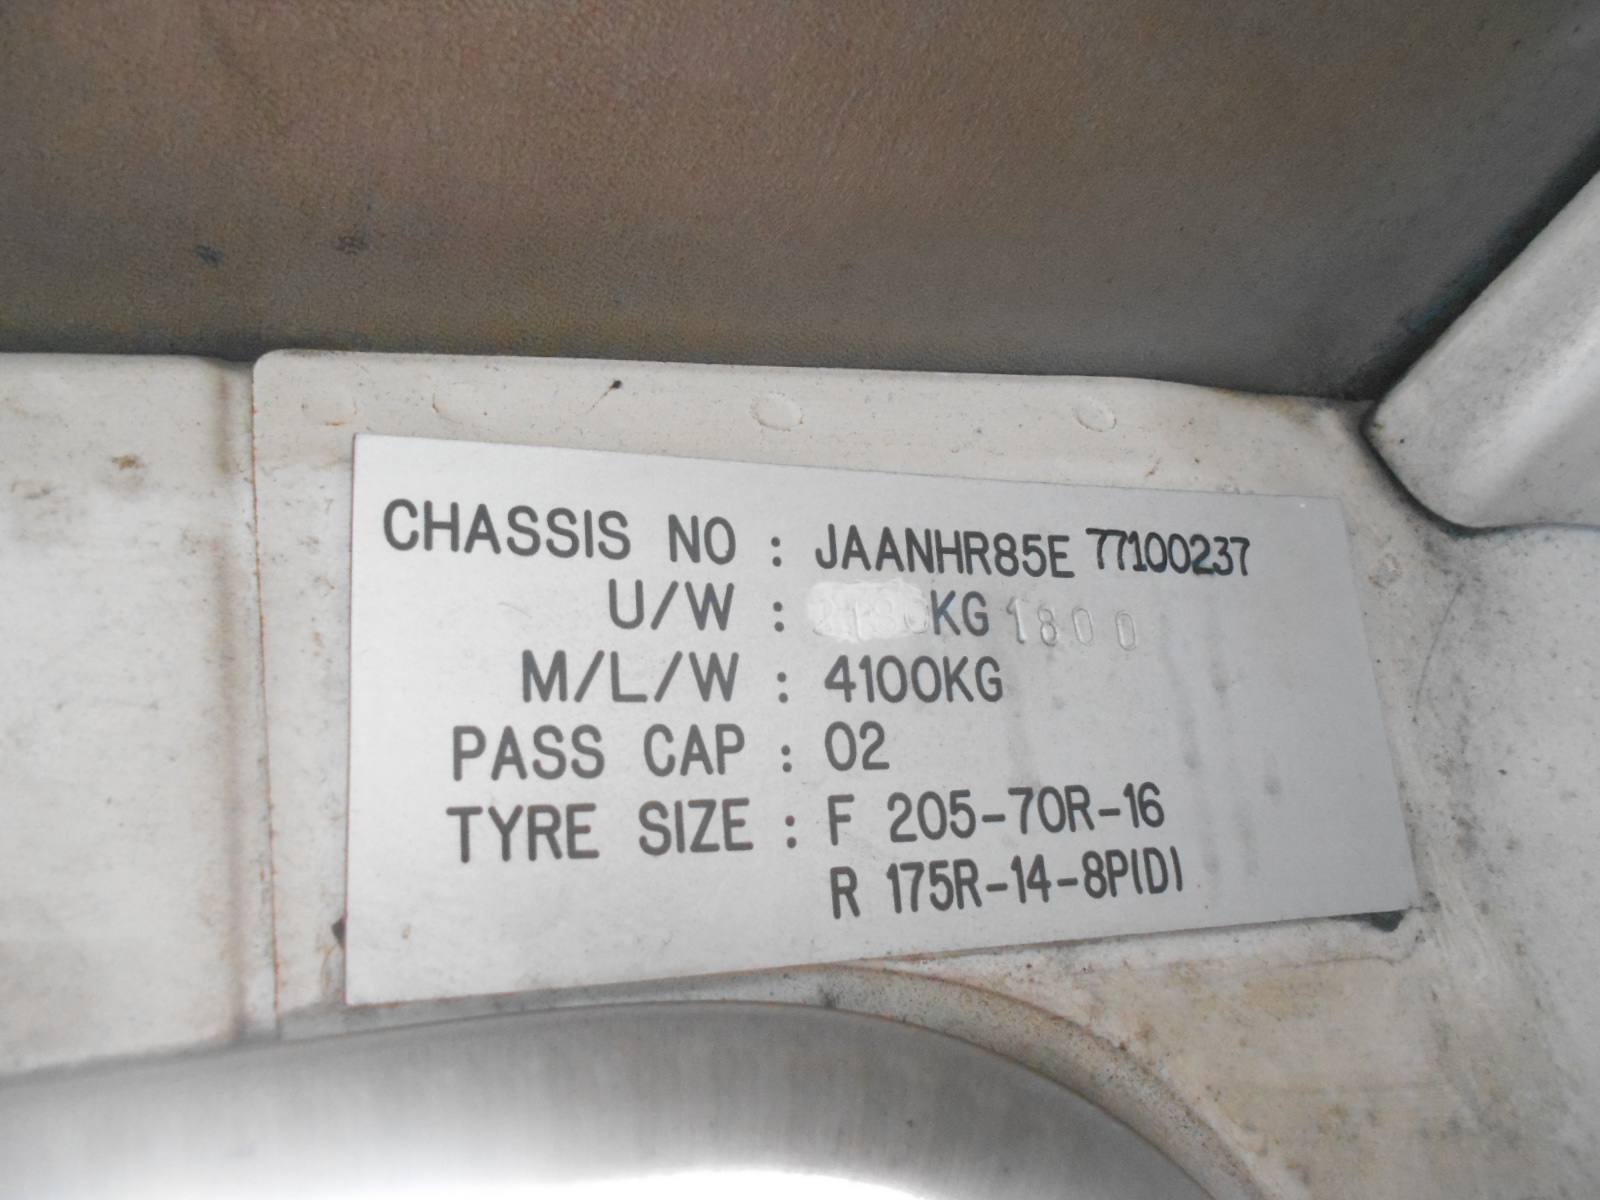 CHASSIS NO : JAANHR85E 77100237
U/W : KG 1800
M/L/W : 4100KG
PASS CAP : 02
TYRE SIZE : F 205-70R-16
R 175R-14-8P(D)